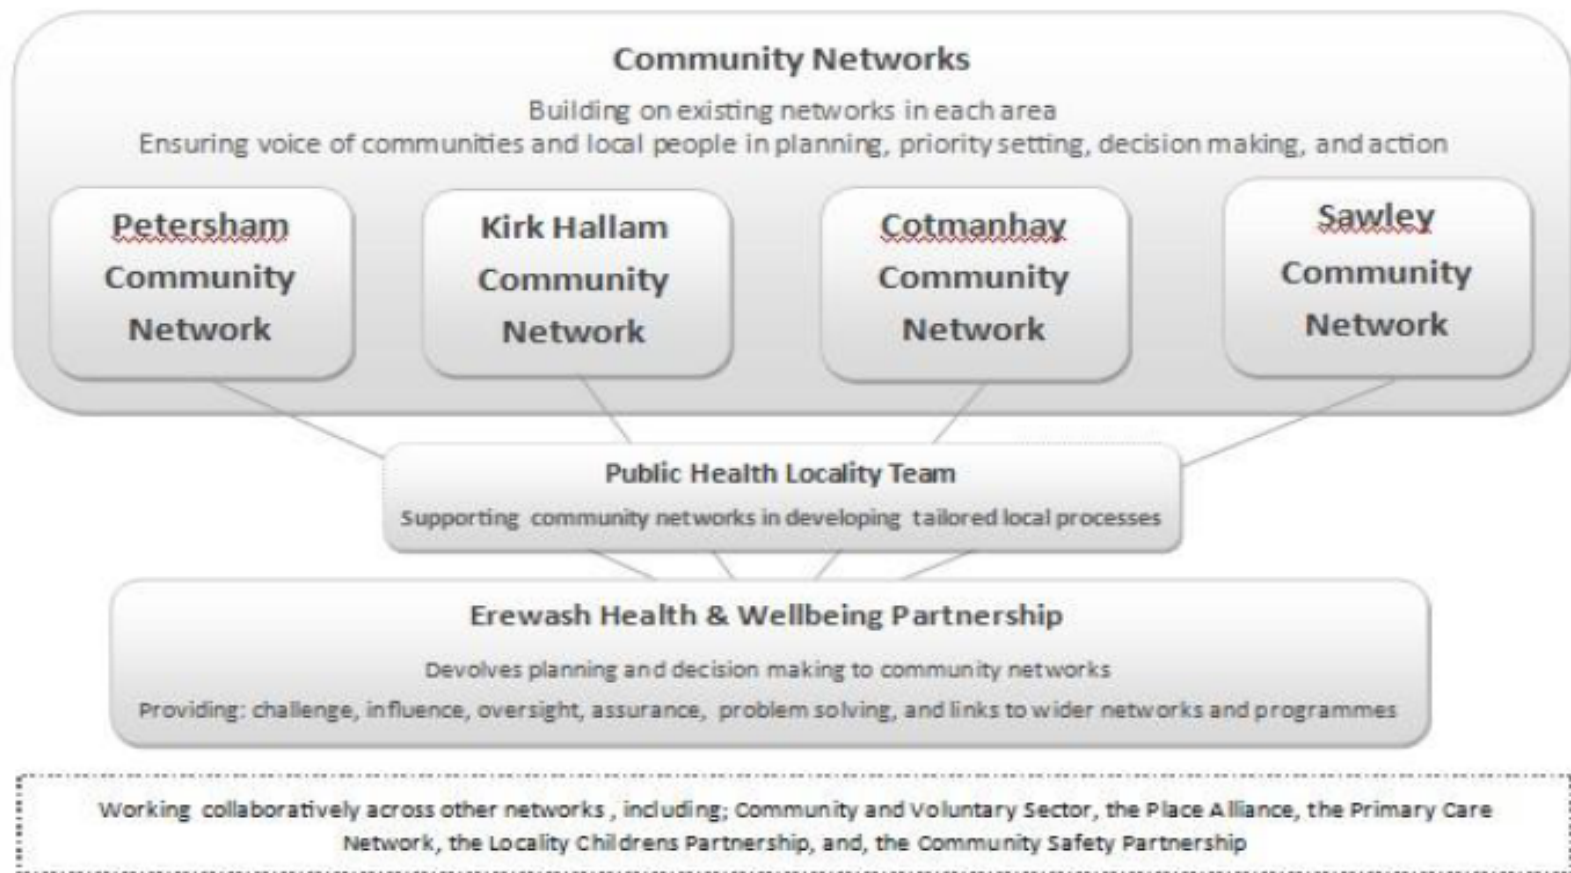 Community Networks
Building on existing networks in each area
Ensuring voice of communities and local people in planning, priority setting, decision making, and action
Petersham
Community
Network
Kirk Hallam
Community
Network
Cotmanhay
Community
Network
Sawley
Community
Network
Public Health Locality Team
Supporting community networks in developing tailored local processes
Erewash Health & Wellbeing Partnership
Devolves planning and decision making to community networks
Providing: challenge, influence, oversight, assurance, problem solving, and links to wider networks and programmes
Working collaboratively across other networks , including; Community and Voluntary Sector, the Place Alliance, the Primary Care
Network, the Locality Childrens Partnership, and, the Community Safety Partnership